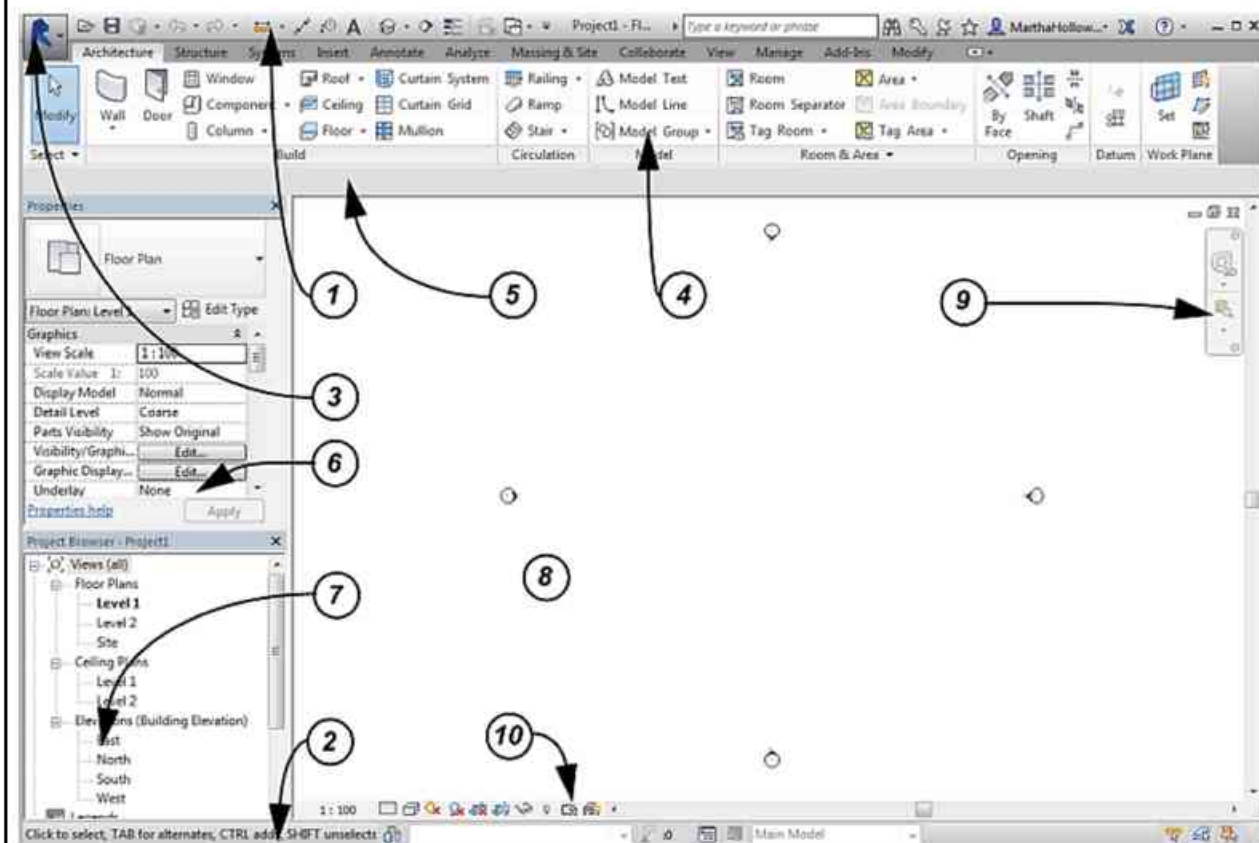 Project1 - Fl... Type a keyword or phrase MarthaHollow...
Architecture Structure Systems Insert Annotate Analyze Massing & Site Collaborate View Manage Add-Ins Modify
Modify Wall Door Window Component Column
Roof Ceiling Floor Curtain System Curtain Grid Mullion
Railing Ramp Stair
Model Text Model Line Model Group
Room Room Separator Tag Room
Area Area Boundary Tag Area
By Face Shaft Set
Select Build Circulation Model Room & Area Opening Datum Work Plane
Properties
Floor Plan
Floor Plan: Level Edit Type
Graphics
View Scale 1:100
Scale Value 1: 100
Display Model Normal
Detail Level Coarse
Parts Visibility Show Original
Visibility/Graphi... Edit...
Graphic Display... Edit...
Underlay None
Properties help Apply
Project Browser - Project1
Views (all)
Floor Plans
Level 1
Level 2
Site
Ceiling Plans
Level 1
Level 2
Elevations (Building Elevation)
East
North
South
West
Legends
1 5 4 9
3
6
8
7
2 10
1 : 100
Click to select, TAB for alternates, CTRL adds, SHIFT unselects :0 Main Model